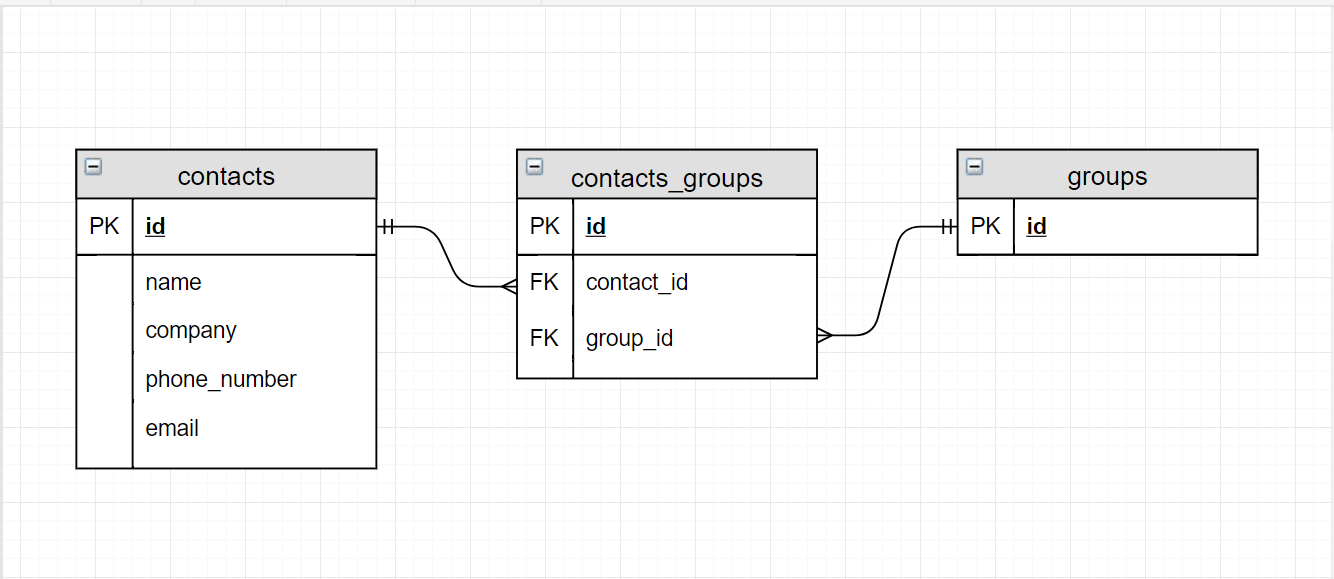 contacts
PK id
name
company
phone_number
email
contacts_groups
PK id
FK contact_id
FK group_id
groups
PK id